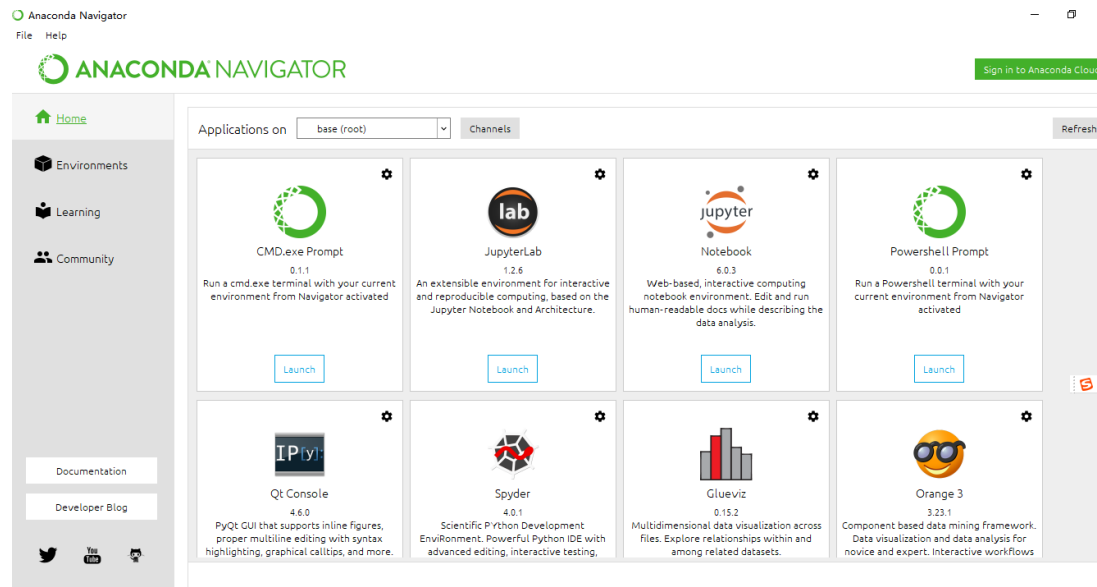 Anaconda Navigator
File Help
ANACONDA NAVIGATOR
Sign in to Anaconda Cloud
Home
Environments
Learning
Community
Documentation
Developer Blog
You
Tube
Applications on base (root) Channels
Refresh
CMD.exe Prompt
0.1.1
Run a cmd.exe terminal with your current
environment from Navigator activated
Launch
lab
JupyterLab
1.2.6
An extensible environment for interactive
and reproducible computing, based on the
Jupyter Notebook and Architecture.
Launch
jupyter
Notebook
6.0.3
Web-based, interactive computing
notebook environment. Edit and run
human-readable docs while describing the
data analysis.
Launch
Powershell Prompt
0.0.1
Run a Powershell terminal with your
current environment from Navigator
activated
Launch
IP[y]:
Qt Console
4.6.0
PyQt GUI that supports inline figures,
proper multiline editing with syntax
highlighting, graphical calltips, and more.
Spyder
4.0.1
Scientific PYthon Development
EnviRonment. Powerful Python IDE with
advanced editing, interactive testing,
Glueviz
0.15.2
Multidimensional data visualization across
files. Explore relationships within and
among related datasets.
Orange 3
3.23.1
Component based data mining framework.
Data visualization and data analysis for
novice and expert. Interactive workflows
S